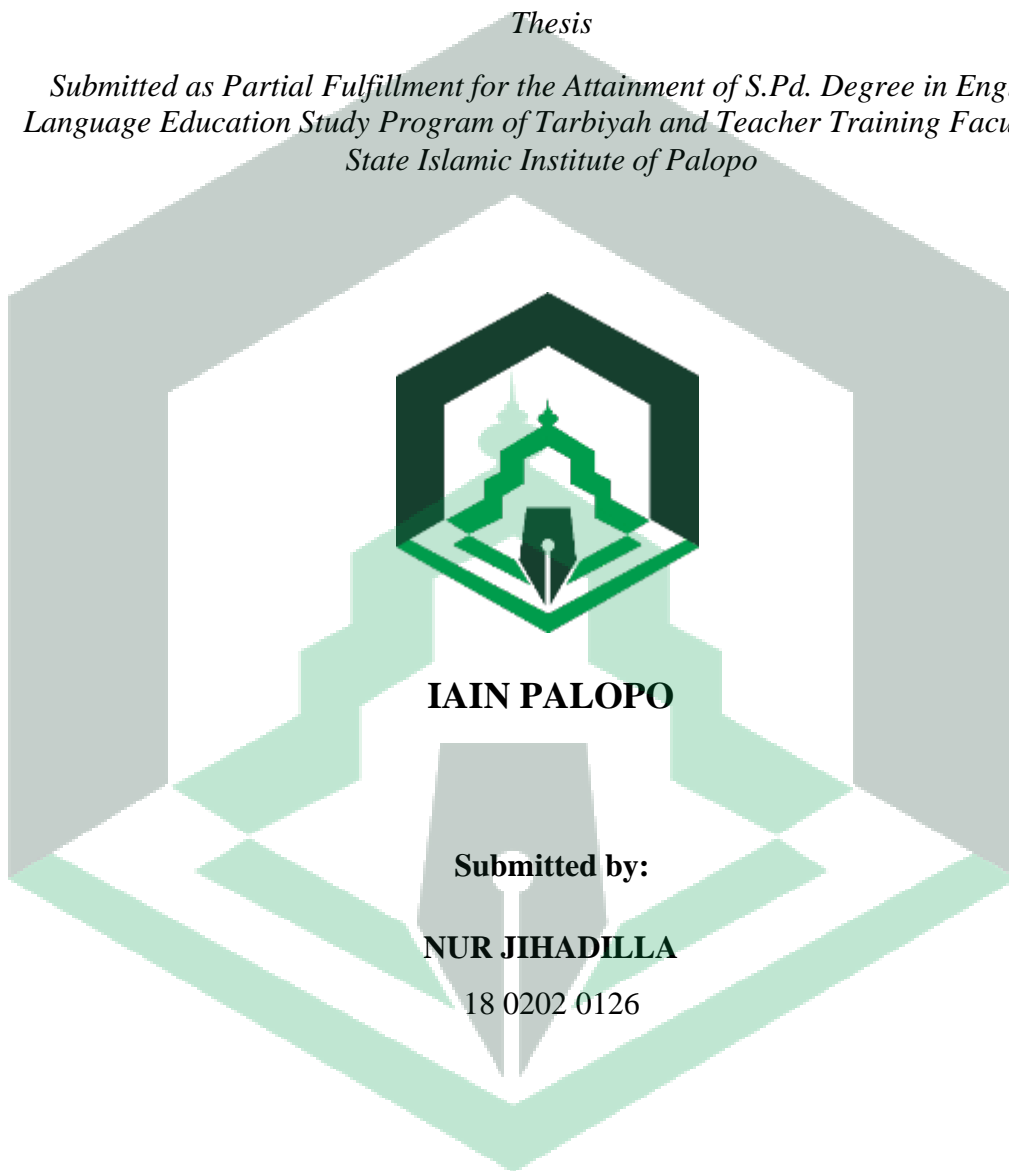 Thesis
Submitted as Partial Fulfillment for the Attainment of S.Pd. Degree in Eng
Language Education Study Program of Tarbiyah and Teacher Training Facu
State Islamic Institute of Palopo
IAIN PALOPO
Submitted by:
NUR JIHADILLA
18 0202 0126